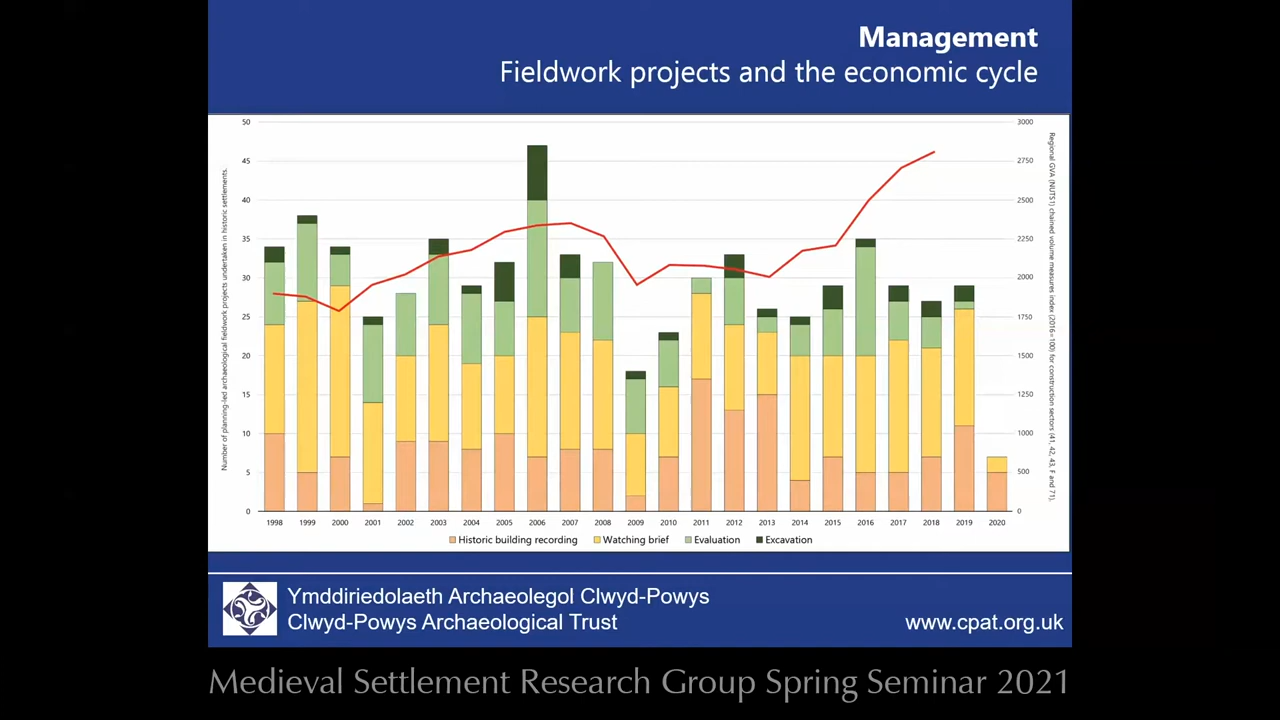 Management
Fieldwork projects and the economic cycle
Number of planning-led archaeological fieldwork projects undertaken in historic settlements.
50
45
40
35
30
25
20
15
10
5
0
3000
2750
2500
2250
2000
1750
1500
1250
1000
500
0
Regional GVA (NUTS1) chained volume measures index (2016=100) for construction sectors (41, 42, 43, F and 71).
1998 1999 2000 2001 2002 2003 2004 2005 2006 2007 2008 2009 2010 2011 2012 2013 2014 2015 2016 2017 2018 2019 2020
Historic building recording Watching brief Evaluation Excavation
Ymddiriedolaeth Archaeolegol Clwyd-Powys
Clwyd-Powys Archaeological Trust
www.cpat.org.uk
Medieval Settlement Research Group Spring Seminar 2021